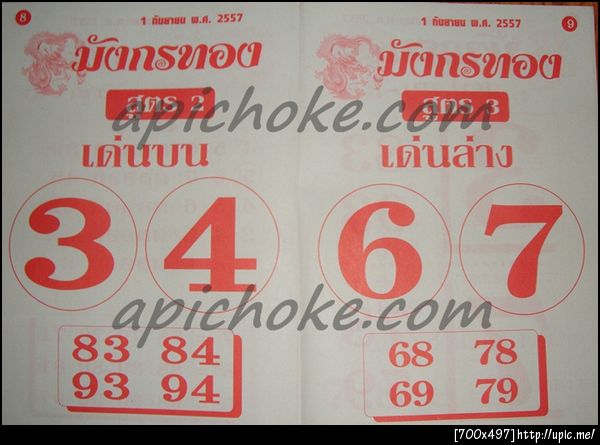 8
1 กันยายน พ.ศ. 2557
มังกรทอง
สูตร 2
เด่นบน
3 4
83 84
93 94
1 กันยายน พ.ศ. 2557
9
มังกรทอง
สูตร 3
เด่นล่าง
6 7
68 78
69 79
apichoke.com
apichoke.com
[700x497]http://upic.me/